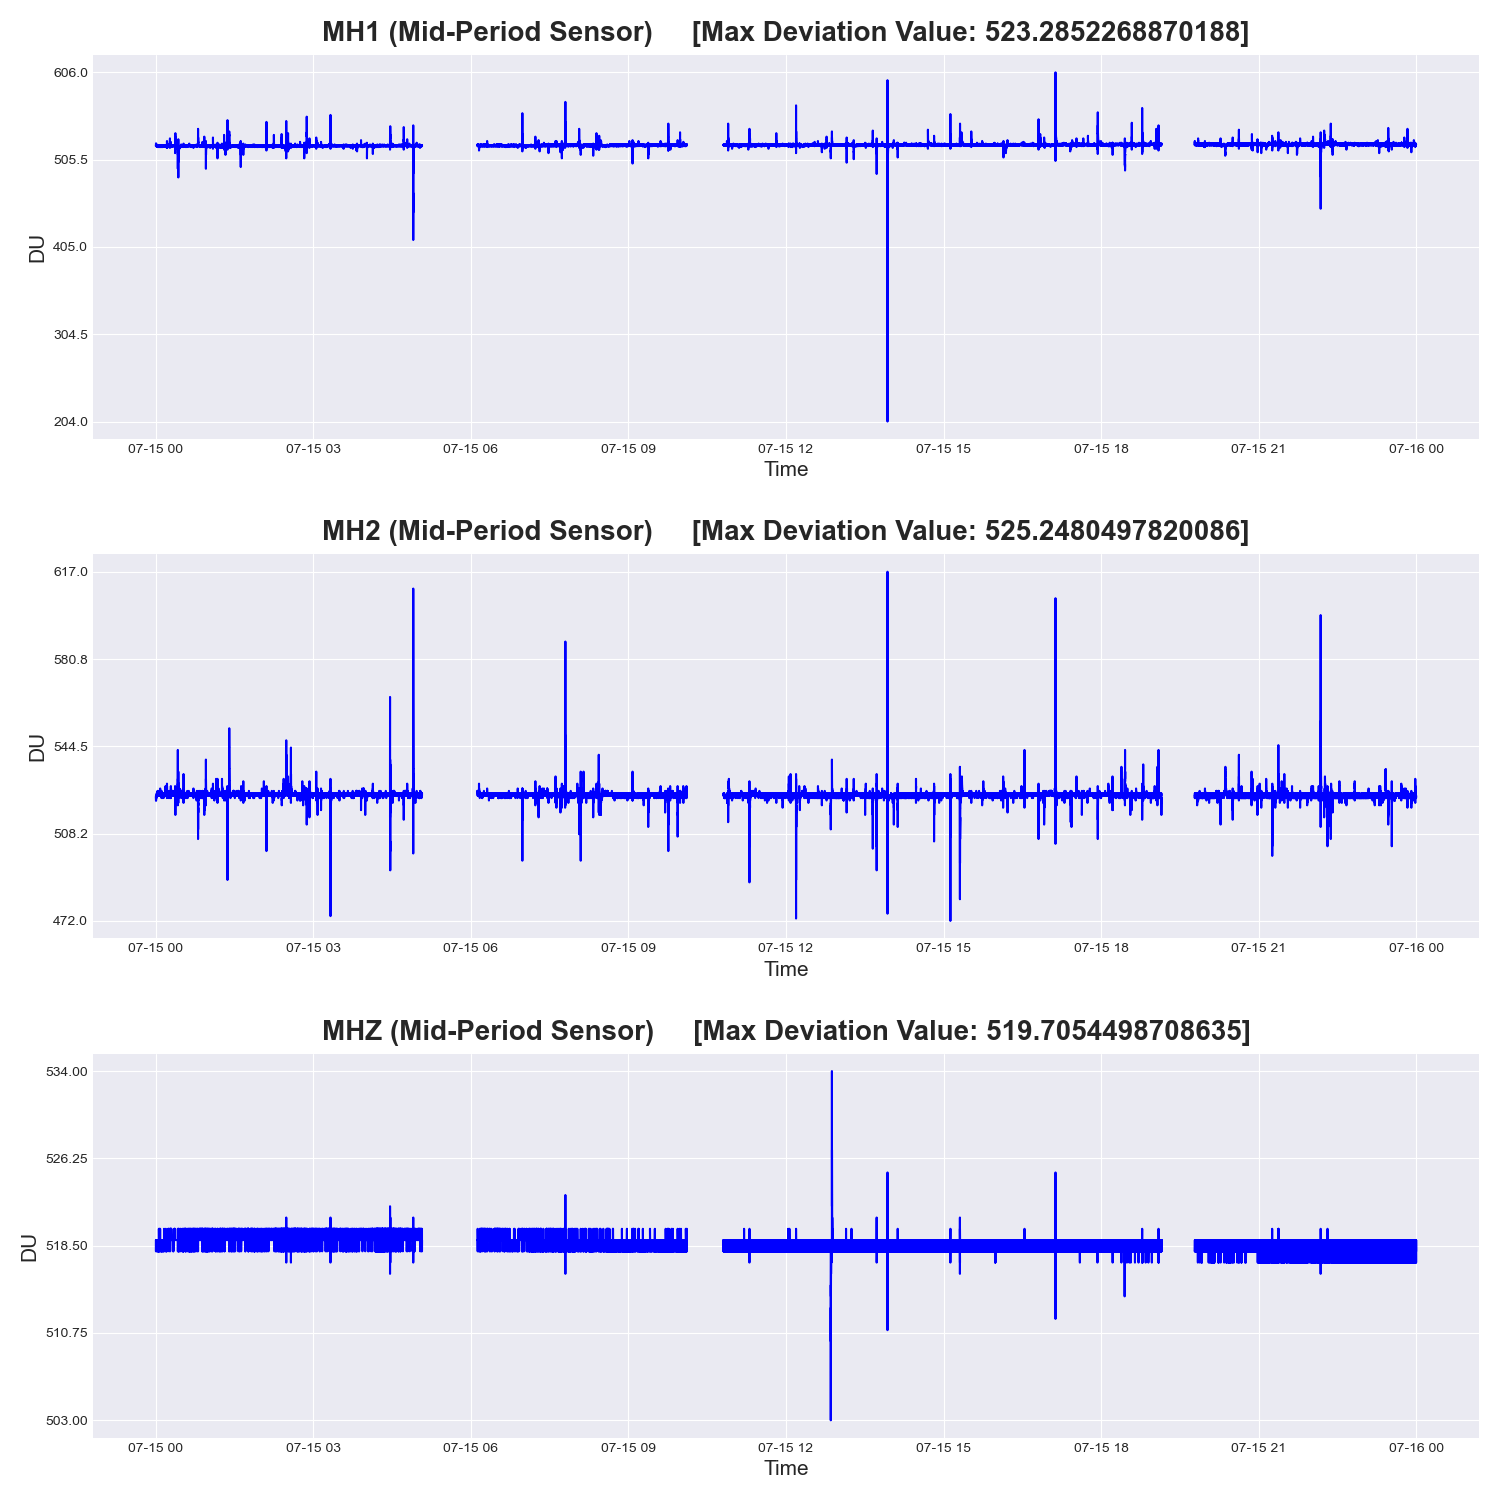 MH1 (Mid-Period Sensor) [Max Deviation Value: 523.2852268870188]
606.0
505.5
405.0
304.5
204.0
DU
07-15 00 07-15 03 07-15 06 07-15 09 07-15 12 07-15 15 07-15 18 07-15 21 07-16 00
Time
MH2 (Mid-Period Sensor) [Max Deviation Value: 525.2480497820086]
617.0
580.8
544.5
508.2
472.0
DU
07-15 00 07-15 03 07-15 06 07-15 09 07-15 12 07-15 15 07-15 18 07-15 21 07-16 00
Time
MHZ (Mid-Period Sensor) [Max Deviation Value: 519.7054498708635]
534.00
526.25
518.50
510.75
503.00
DU
07-15 00 07-15 03 07-15 06 07-15 09 07-15 12 07-15 15 07-15 18 07-15 21 07-16 00
Time